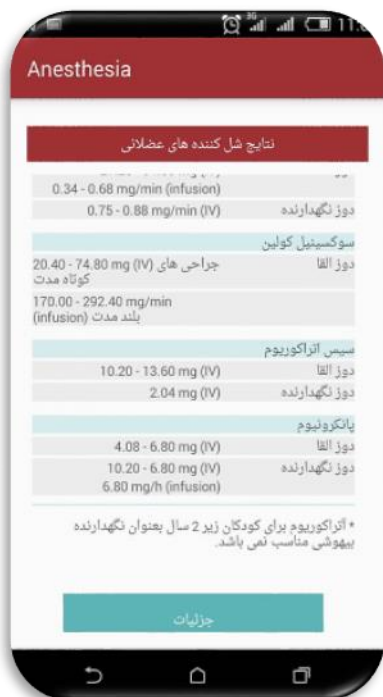 3G
11:
Anesthesia
نتایج شل کننده های عضلانی
0.34 - 0.68 mg/min (infusion)
دوز نگهدارنده 0.75 - 0.88 mg/min (IV)
سوکسینیل کولین
دوز القا 20.40 - 74.80 mg (IV) جراحی های
کوتاه مدت
170.00 - 292.40 mg/min
(infusion) بلند مدت
سیس آتراکوریوم
دوز القا 10.20 - 13.60 mg (IV)
دوز نگهدارنده 2.04 mg (IV)
پانکرونیوم
دوز القا 4.08 - 6.80 mg (IV)
دوز نگهدارنده 10.20 - 6.80 mg (IV)
6.80 mg/h (infusion)
* آتراکوریوم برای کودکان زیر 2 سال بعنوان نگهدارنده
بیهوشی مناسب نمی باشد.
جزئیات